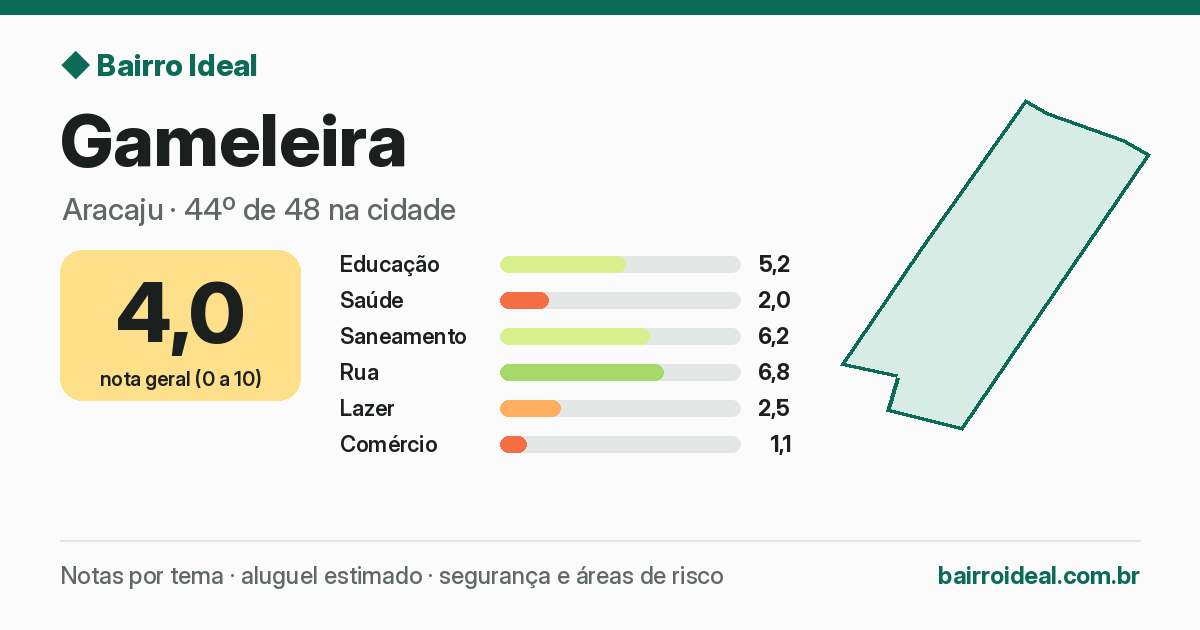 Bairro Ideal
Gameleira
Aracaju · 44º de 48 na cidade
4,0
nota geral (0 a 10)
Educação 5,2
Saúde 2,0
Saneamento 6,2
Rua 6,8
Lazer 2,5
Comércio 1,1
Notas por tema · aluguel estimado · segurança e áreas de risco
bairroideal.com.br